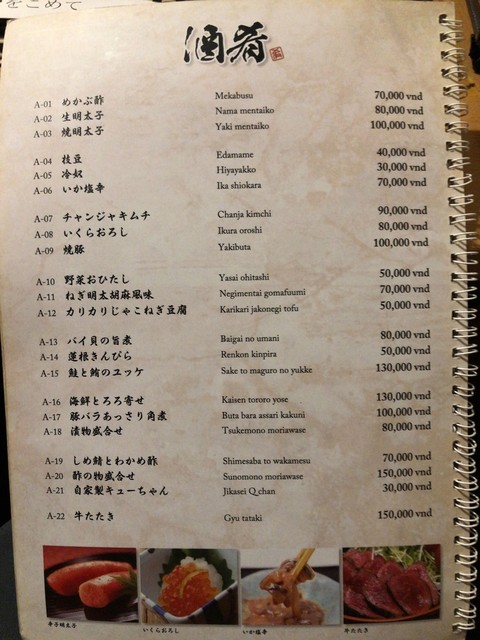 をこめて
酒肴
A-01 めかぶ酢 Mekabusu 70,000 vnd
A-02 生明太子 Nama mentaiko 80,000 vnd
A-03 焼明太子 Yaki mentaiko 100,000 vnd
A-04 枝豆 Edamame 40,000 vnd
A-05 冷奴 Hiyayakko 30,000 vnd
A-06 いか塩辛 Ika shiokara 70,000 vnd
A-07 チャンジャキムチ Chanja kimchi 90,000 vnd
A-08 いくらおろし Ikura oroshi 80,000 vnd
A-09 焼豚 Yakibuta 100,000 vnd
A-10 野菜おひたし Yasai ohitashi 50,000 vnd
A-11 ねぎ明太胡麻風味 Negimentai gomafuumi 70,000 vnd
A-12 カリカリじゃこねぎ豆腐 Karikari jakonegi tofu 50,000 vnd
A-13 バイ貝の旨煮 Baigai no umani 80,000 vnd
A-14 蓮根きんぴら Renkon kinpira 50,000 vnd
A-15 鮭と鮪のユッケ Sake to maguro no yukke 130,000 vnd
A-16 海鮮とろろ寄せ Kaisen tororo yose 130,000 vnd
A-17 豚バラあっさり角煮 Buta bara assari kakuni 100,000 vnd
A-18 漬物盛合せ Tsukemono moriawase 80,000 vnd
A-19 しめ鯖とわかめ酢 Shimesaba to wakamesu 70,000 vnd
A-20 酢の物盛合せ Sunomono moriawase 150,000 vnd
A-21 自家製キューちゃん Jikasei Q_chan 30,000 vnd
A-22 牛たたき Gyu tataki 150,000 vnd
辛子明太子 いくらおろし いか塩辛 牛たたき